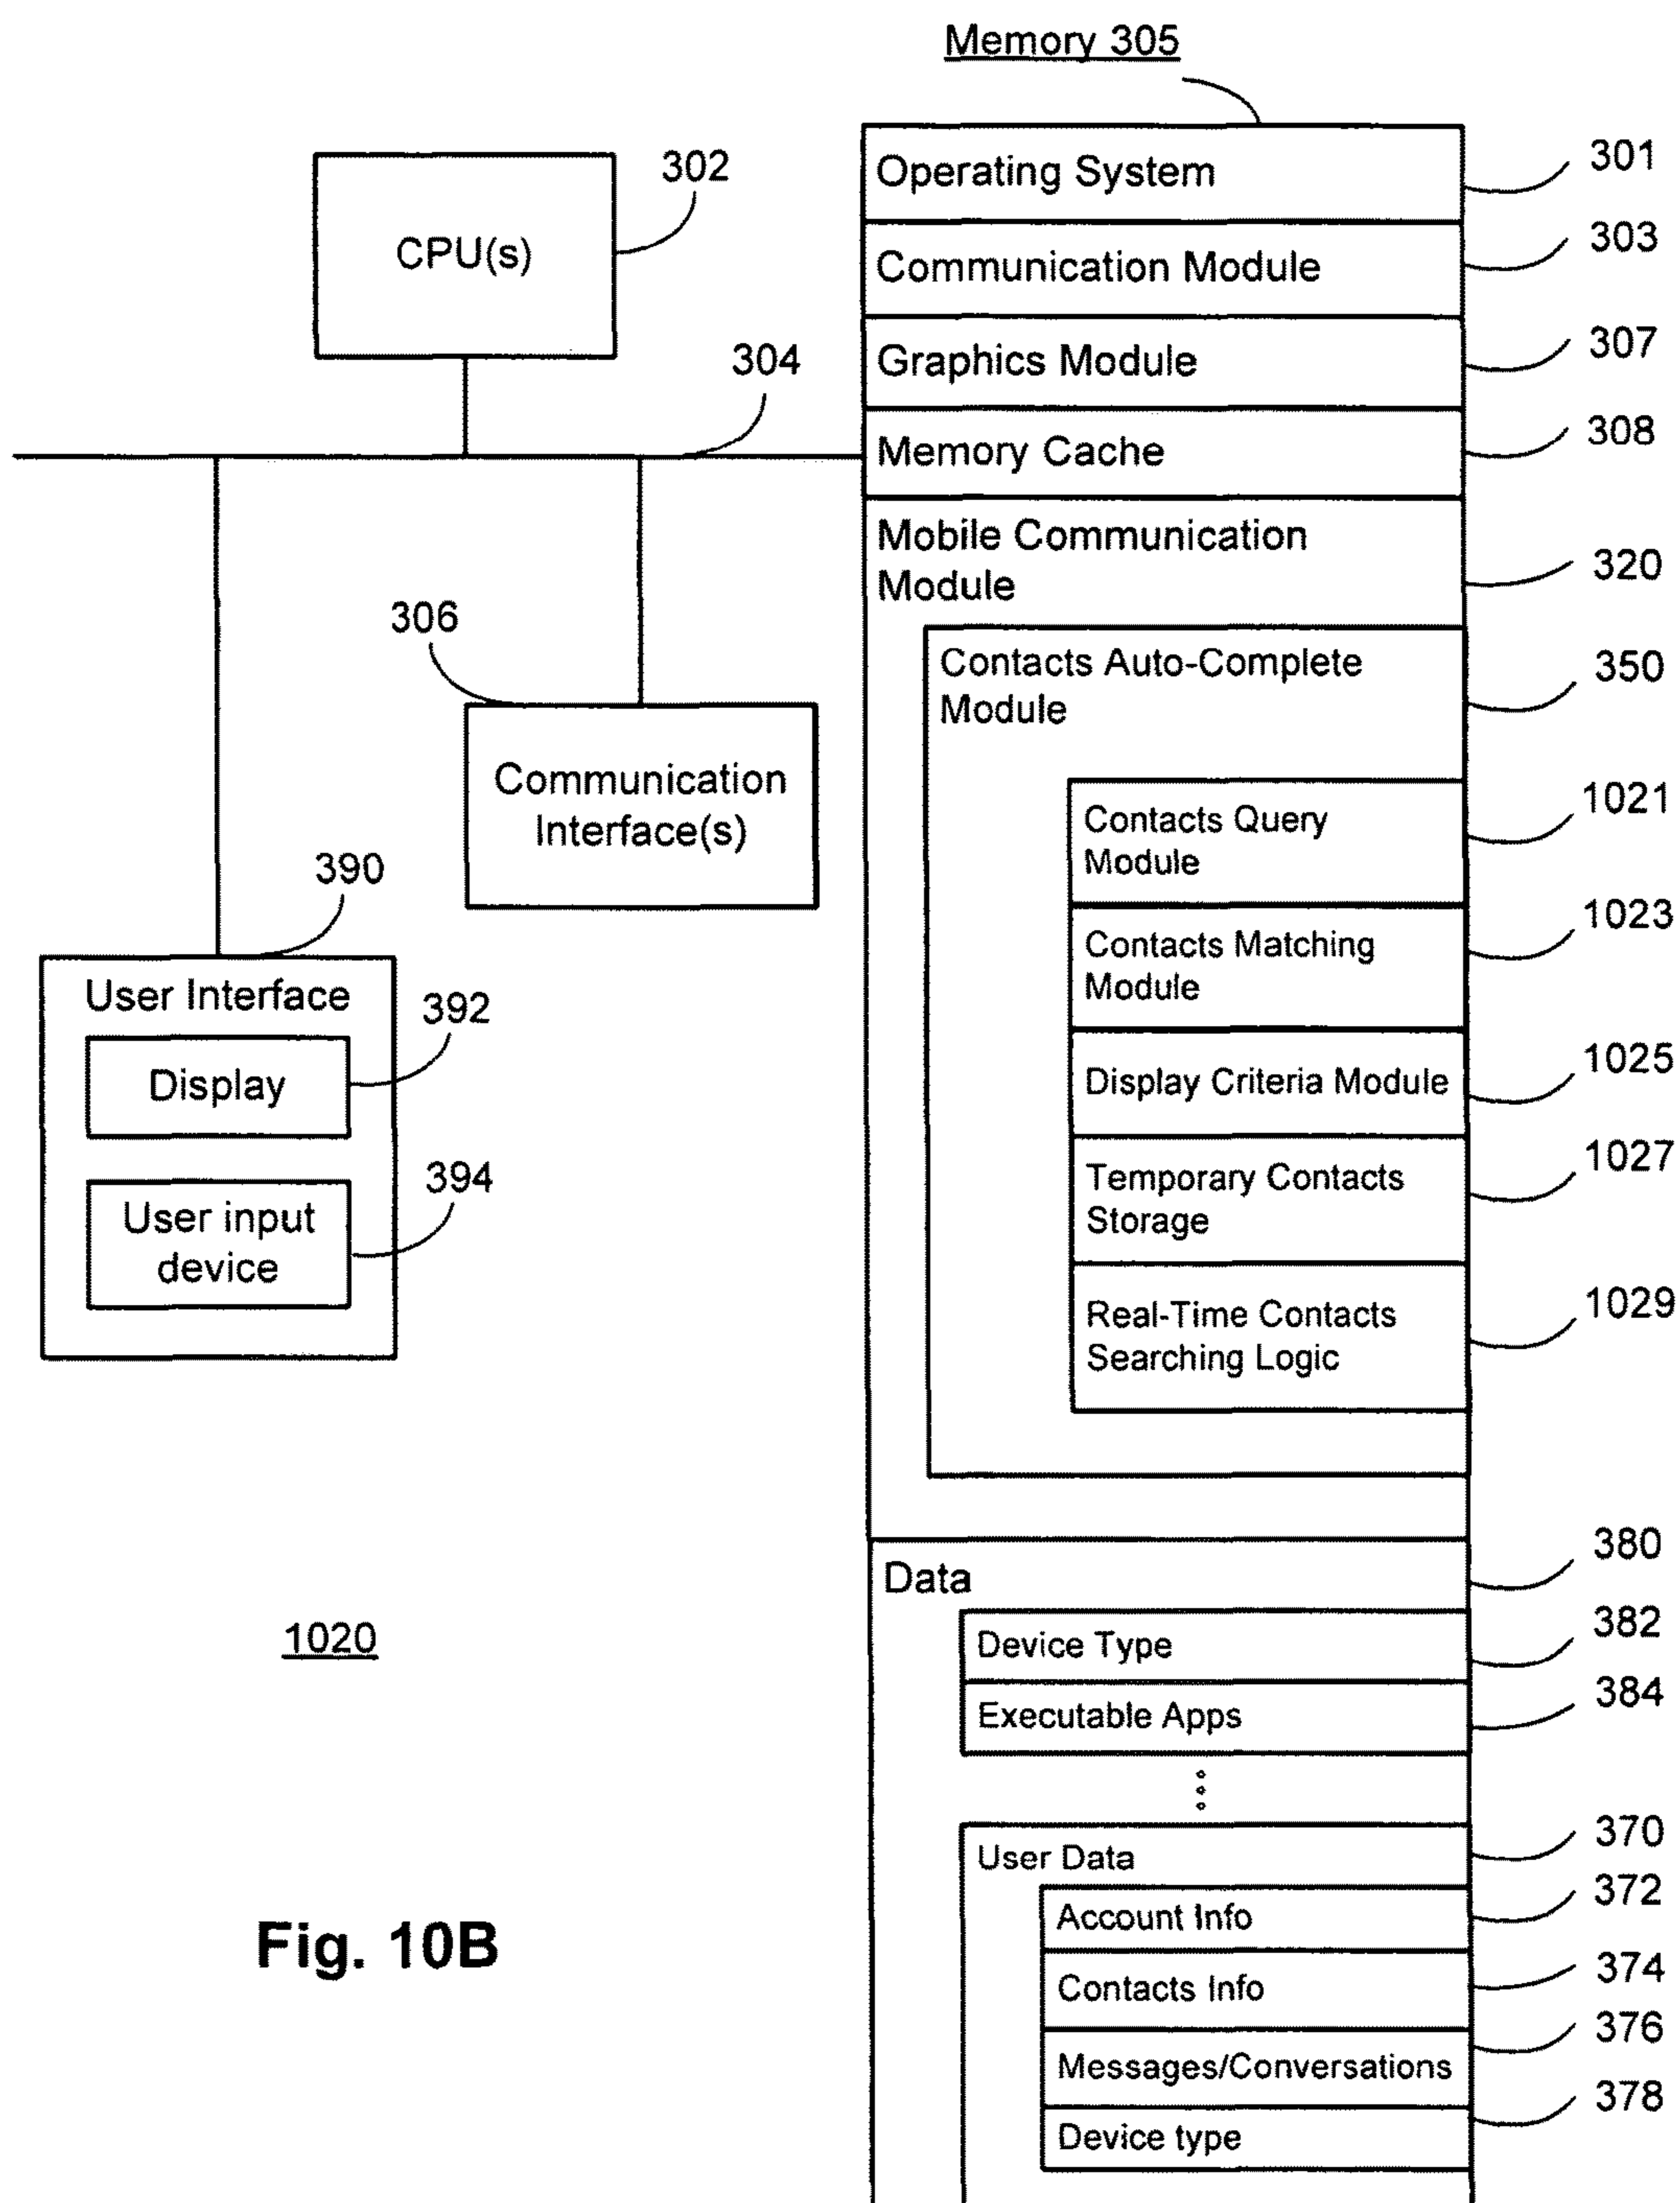 Memory 305
302
CPU(s)
304
306
Communication
Interface(s)
390
User Interface
392
Display
394
User input
device
Operating System
301
Communication Module
303
Graphics Module
307
Memory Cache
308
Mobile Communication
Module
320
Contacts Auto-Complete
Module
350
Contacts Query
Module
1021
Contacts Matching
Module
1023
Display Criteria Module
1025
Temporary Contacts
Storage
1027
Real-Time Contacts
Searching Logic
1029
Data
380
Device Type
382
Executable Apps
384
User Data
370
Account Info
372
Contacts Info
374
Messages/Conversations
376
Device type
378
1020
Fig. 10B